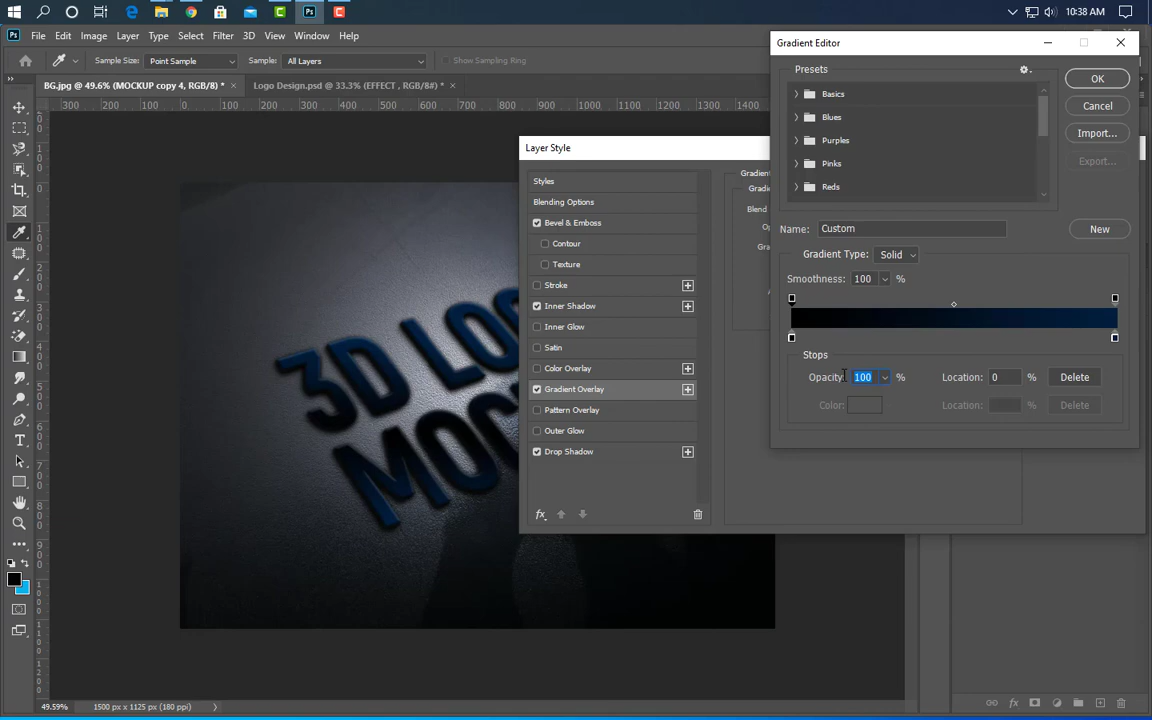 10:38 AM
Ps File Edit Image Layer Type Select Filter 3D View Window Help
Sample Size: Point Sample Sample: All Layers Show Sampling Ring
BG.jpg @ 49.6% (MOCKUP copy 4, RGB/8) * × Logo Design.psd @ 33.3% (EFFECT , RGB/8#) * ×
300 200 100 0 100 200 300 400 500 600 700 800 900 1000 1100 1200 1300 1400
3D LO
MOC
Layer Style
Styles
Blending Options
Bevel & Emboss
Contour
Texture
Stroke
Inner Shadow
Inner Glow
Satin
Color Overlay
Gradient Overlay
Pattern Overlay
Outer Glow
Drop Shadow
fx
Gradient
Gradi
Blend
Op
Gra
Gradient Editor
Presets
Basics
Blues
Purples
Pinks
Reds
OK
Cancel
Import...
Export...
Name: Custom New
Gradient Type: Solid
Smoothness: 100 %
Stops
Opacity: 100 % Location: 0 % Delete
Color: Location: % Delete
49.59% 1500 px x 1125 px (180 ppi)
fx